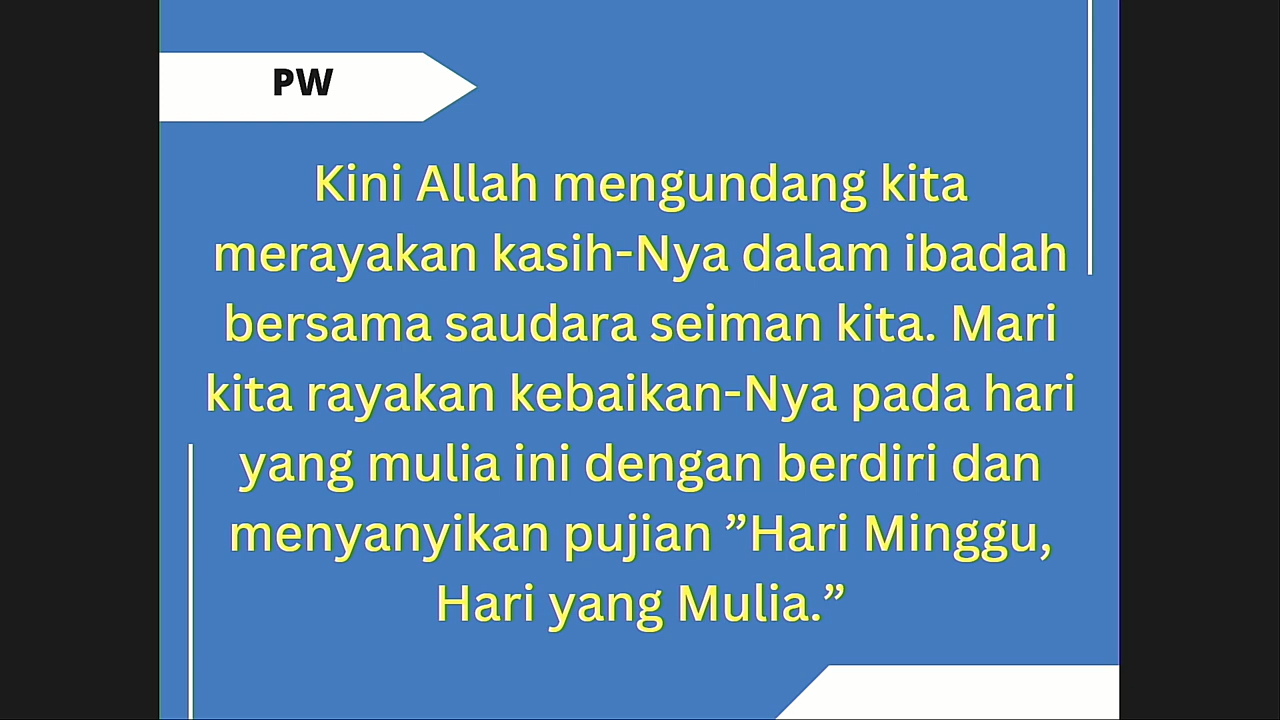 PW
Kini Allah mengundang kita
merayakan kasih-Nya dalam ibadah
bersama saudara seiman kita. Mari
kita rayakan kebaikan-Nya pada hari
yang mulia ini dengan berdiri dan
menyanyikan pujian ”Hari Minggu,
Hari yang Mulia.”